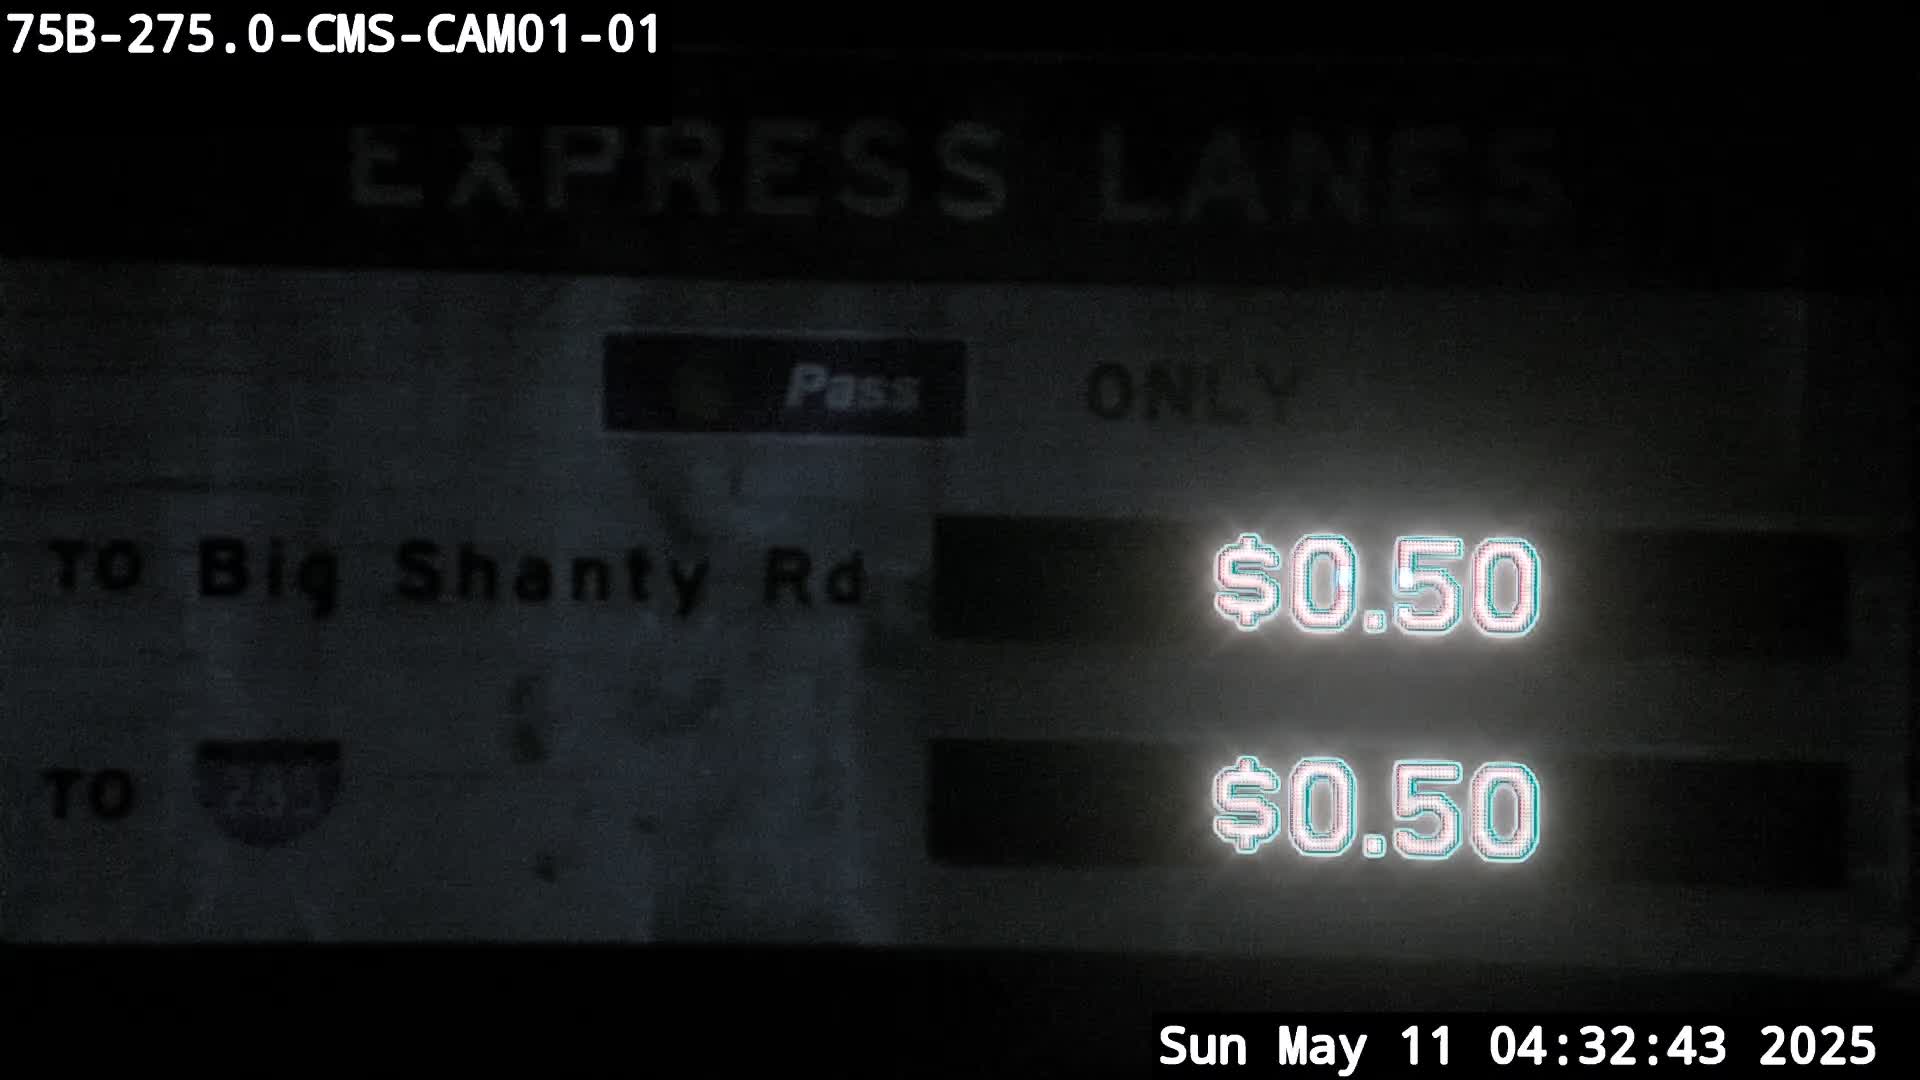 75B-275.0-CMS-CAM01-01
EXPRESS LANES
Pass ONLY
TO Big Shanty Rd $0.50
TO 285 $0.50
Sun May 11 04:32:43 2025